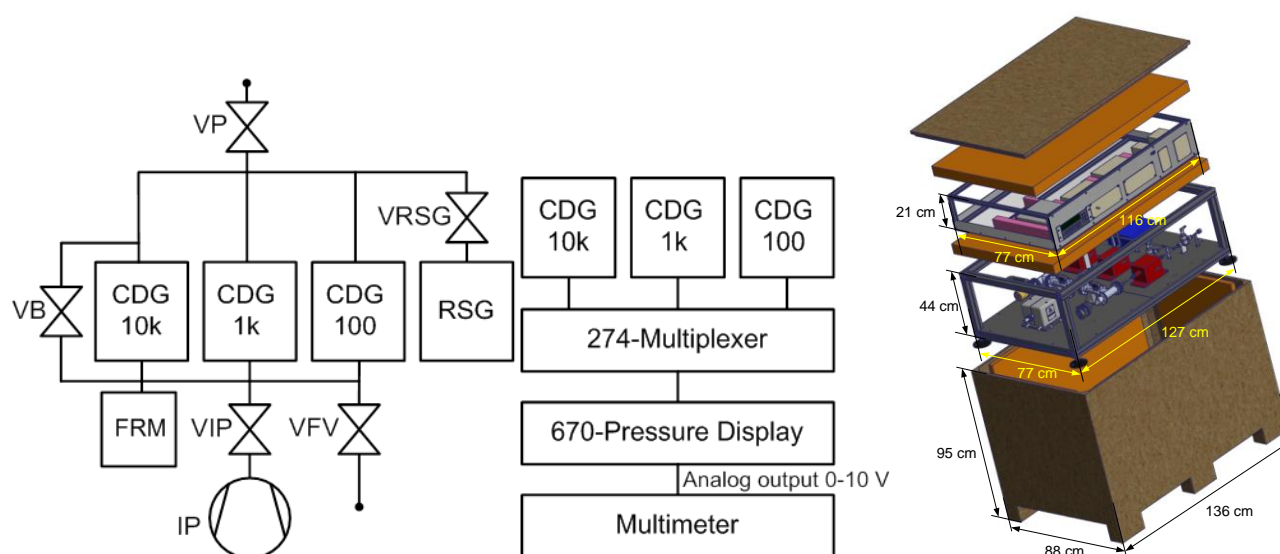 VP
VRSG
VB
CDG
10k
CDG
1k
CDG
100
RSG
FRM
VIP
VFV
IP
CDG
10k
CDG
1k
CDG
100
274-Multiplexer
670-Pressure Display
Analog output 0-10 V
Multimeter
21 cm
116 cm
77 cm
44 cm
127 cm
77 cm
95 cm
136 cm
88 cm